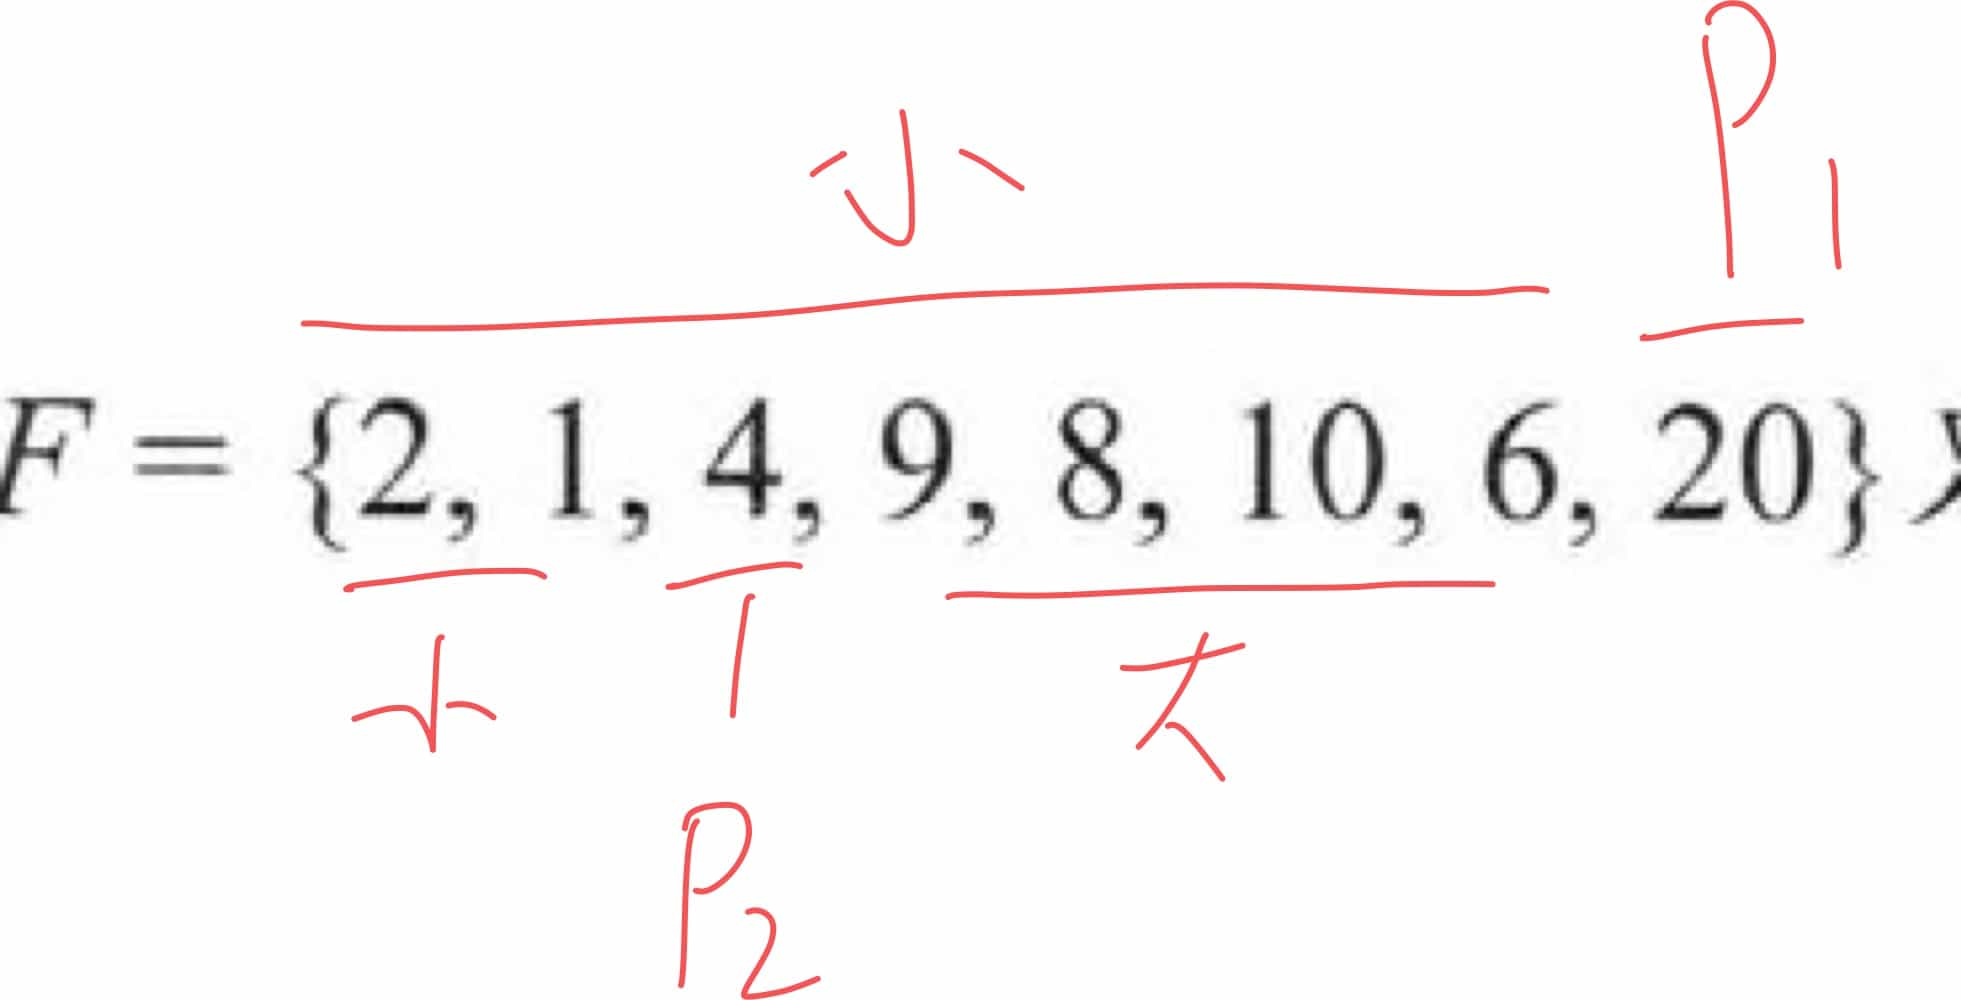 P1
小
F = {2, 1, 4, 9, 8, 10, 6, 20}
小 大
P2